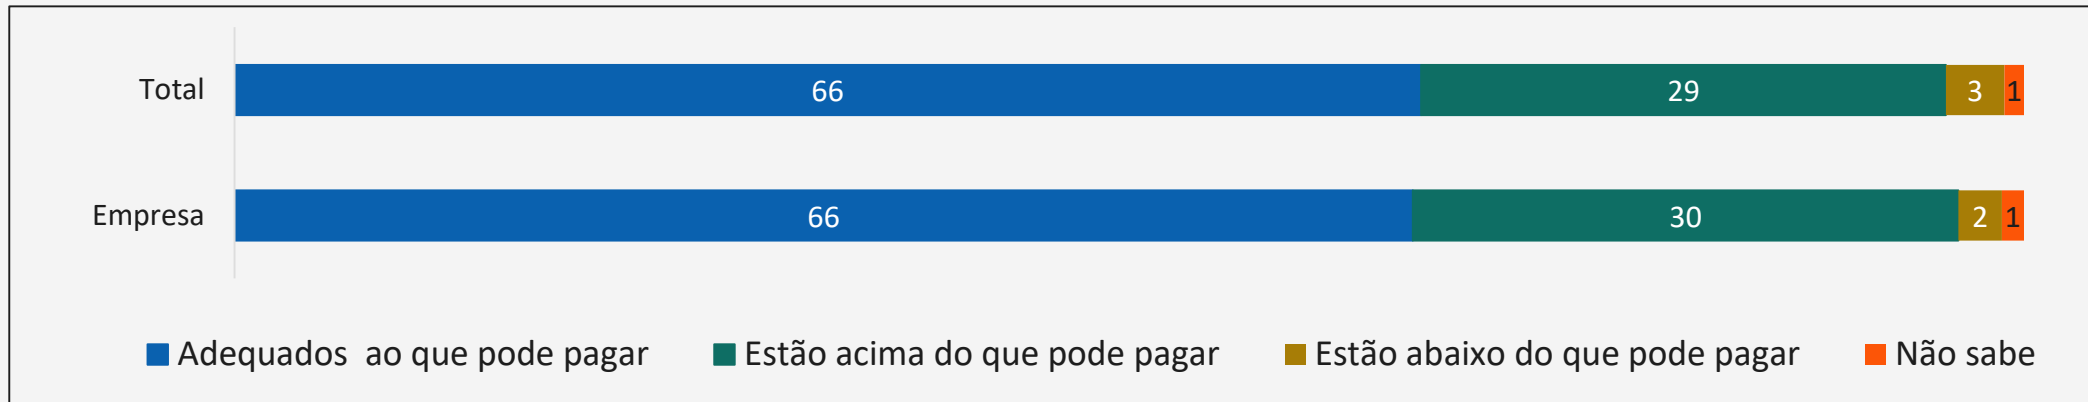 Total 66 29 3 1
Empresa 66 30 2 1
Adequados  ao que pode pagar Estão acima do que pode pagar Estão abaixo do que pode pagar Não sabe